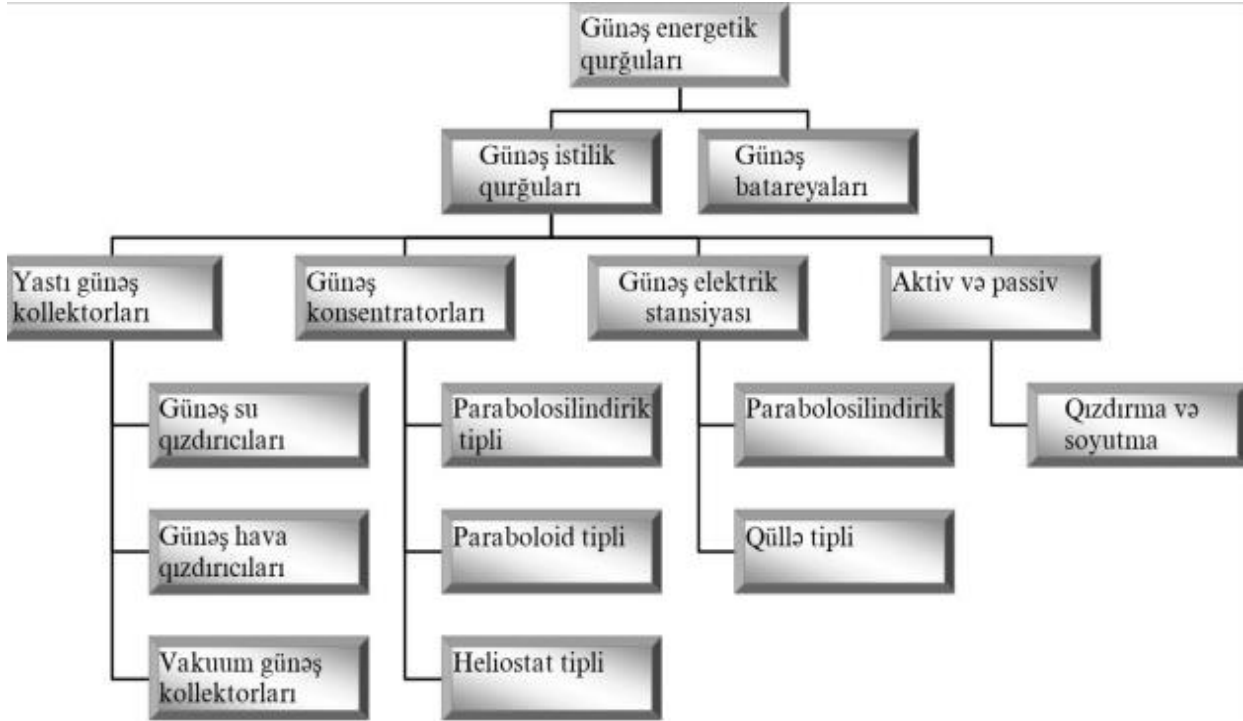 Günəş energetik
qurğuları
Günəş istilik
qurğuları
Günəş
batareyaları
Yastı günəş
kollektorları
Günəş
konsentratorları
Günəş elektrik
stansiyası
Aktiv və passiv
Günəş su
qızdırıcıları
Parabolosilindirik
tipli
Parabolosilindirik
Qızdırma və
soyutma
Günəş hava
qızdırıcıları
Paraboloid tipli
Qüllə tipli
Vakuum günəş
kollektorları
Heliostat tipli